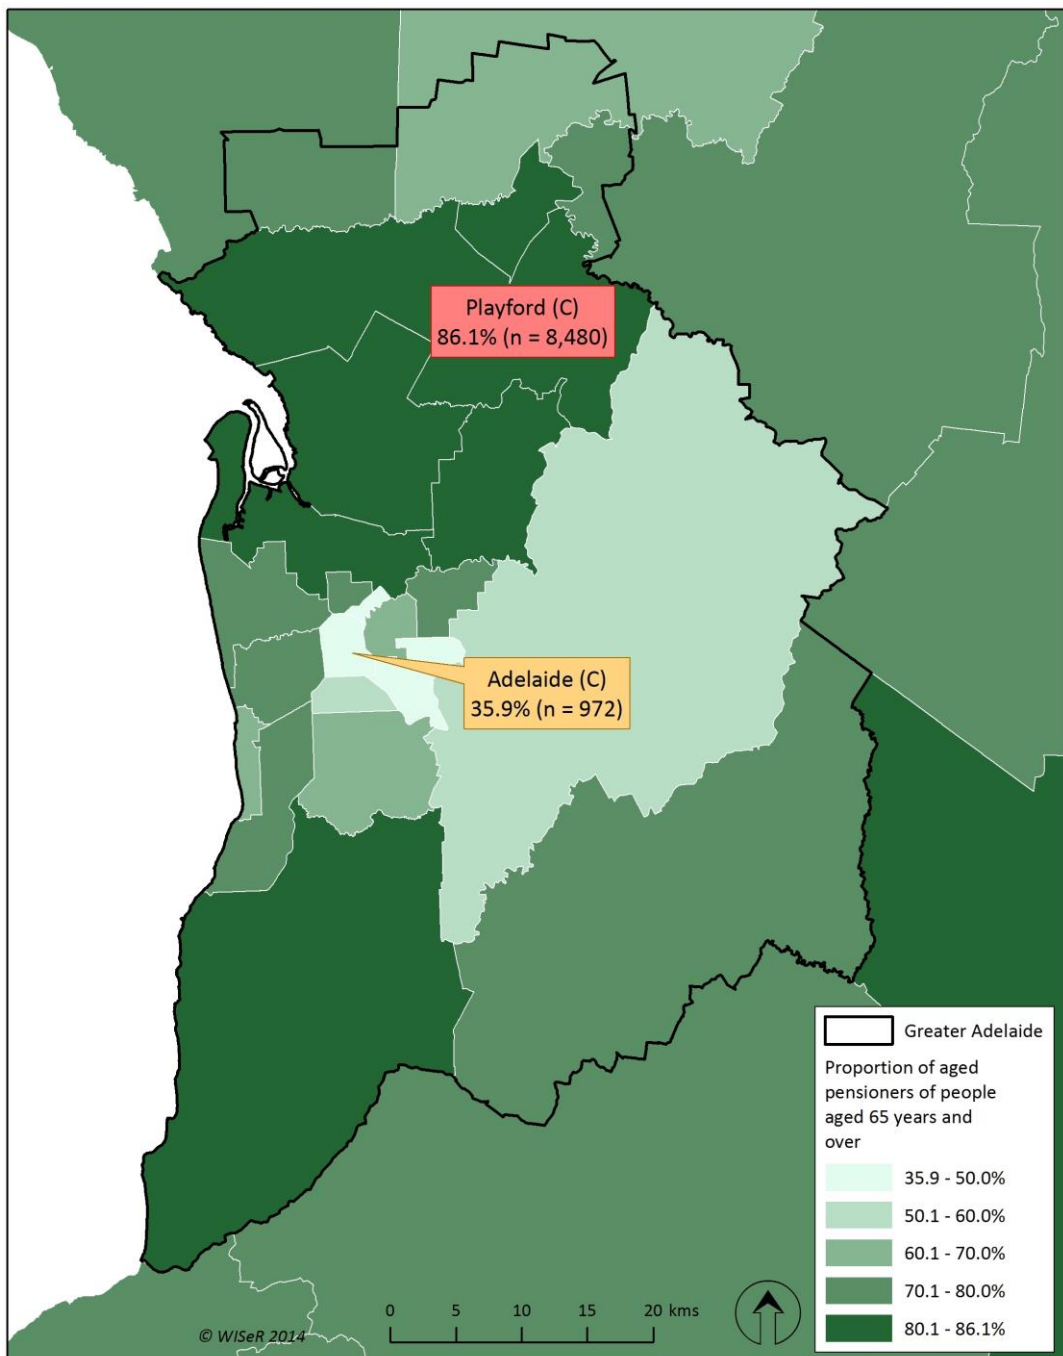 Playford (C)
86.1% (n = 8,480)
Adelaide (C)
35.9% (n = 972)
Greater Adelaide
Proportion of aged
pensioners of people
aged 65 years and
over
35.9 - 50.0%
50.1 - 60.0%
60.1 - 70.0%
70.1 - 80.0%
80.1 - 86.1%
0 5 10 15 20 kms
© WISeR 2014